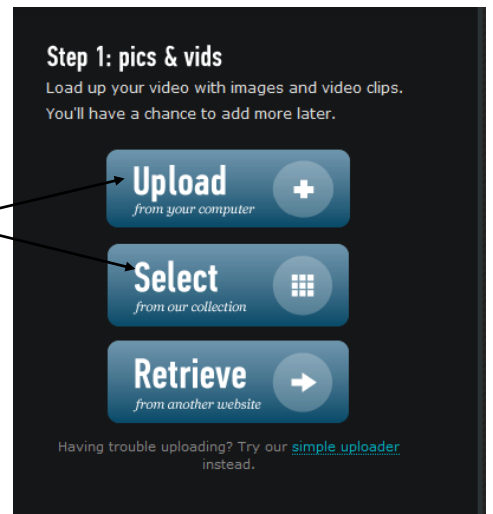 Step 1: pics & vids
Load up your video with images and video clips.
You'll have a chance to add more later.
Upload
from your computer
Select
from our collection
Retrieve
from another website
Having trouble uploading? Try our simple uploader
instead.